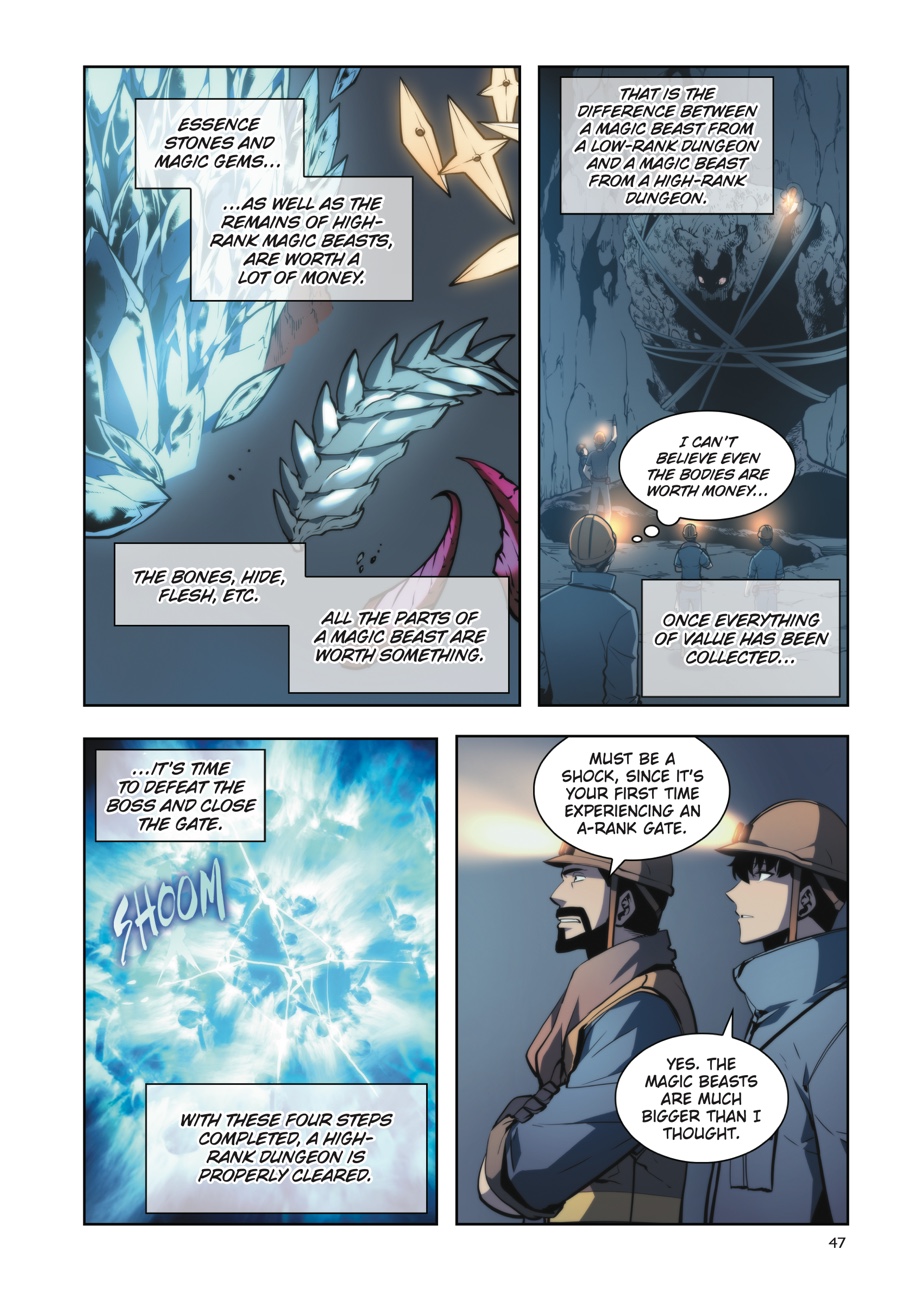 ESSENCE
STONES AND
MAGIC GEMS...
...AS WELL AS THE
REMAINS OF HIGH-
RANK MAGIC BEASTS,
ARE WORTH A
LOT OF MONEY.
THE BONES, HIDE,
FLESH, ETC.
ALL THE PARTS OF
A MAGIC BEAST ARE
WORTH SOMETHING.
THAT IS THE
DIFFERENCE BETWEEN
A MAGIC BEAST FROM
A LOW-RANK DUNGEON
AND A MAGIC BEAST
FROM A HIGH-RANK
DUNGEON.
I CAN'T
BELIEVE EVEN
THE BODIES ARE
WORTH MONEY...
ONCE EVERYTHING
OF VALUE HAS BEEN
COLLECTED...
...IT'S TIME
TO DEFEAT THE
BOSS AND CLOSE
THE GATE.
SHOOM
WITH THESE FOUR STEPS
COMPLETED, A HIGH-
RANK DUNGEON IS
PROPERLY CLEARED.
MUST BE A
SHOCK, SINCE IT'S
YOUR FIRST TIME
EXPERIENCING AN
A-RANK GATE.
YES. THE
MAGIC BEASTS
ARE MUCH
BIGGER THAN I
THOUGHT.
47